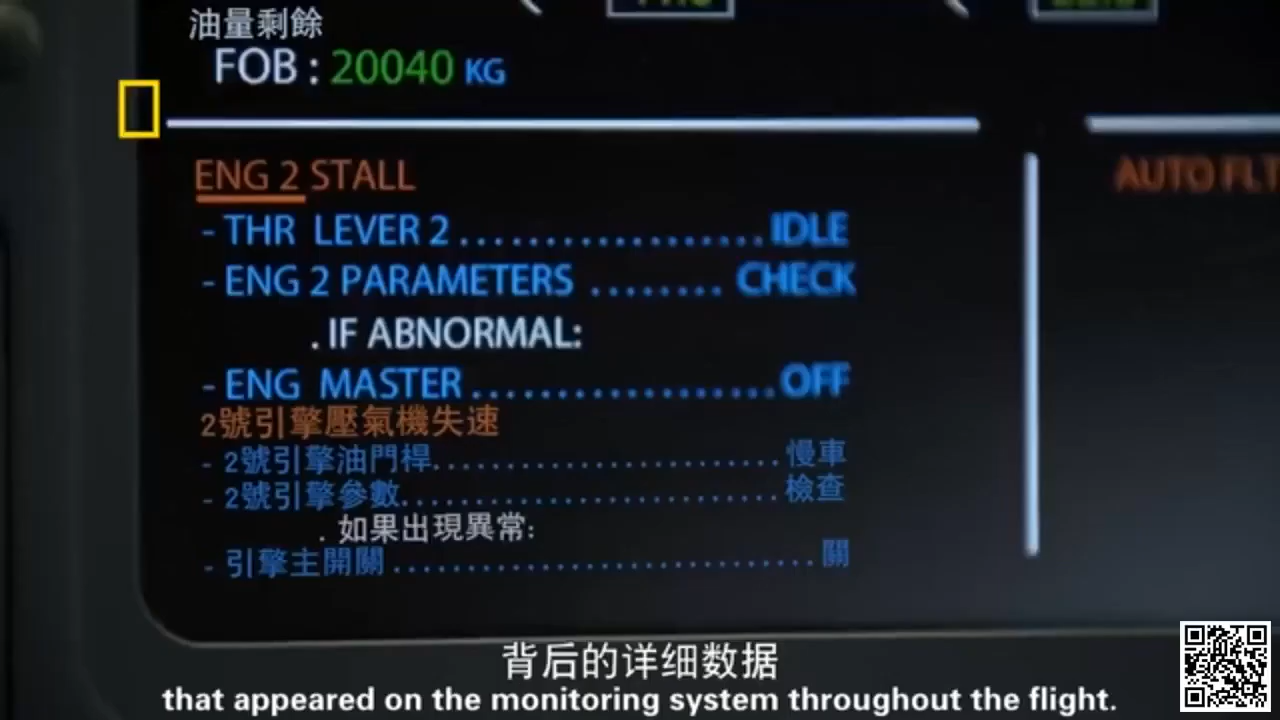 油量剩餘
FOB : 20040 KG
ENG 2 STALL
AUTO FLT
- THR LEVER 2 .................. IDLE
- ENG 2 PARAMETERS ........ CHECK
. IF ABNORMAL:
- ENG MASTER .................. OFF
2號引擎壓氣機失速
- 2號引擎油門桿........................... 慢車
- 2號引擎參數............................. 檢查
. 如果出現異常:
- 引擎主開關 ................................ 關
背后的详细数据
that appeared on the monitoring system throughout the flight.